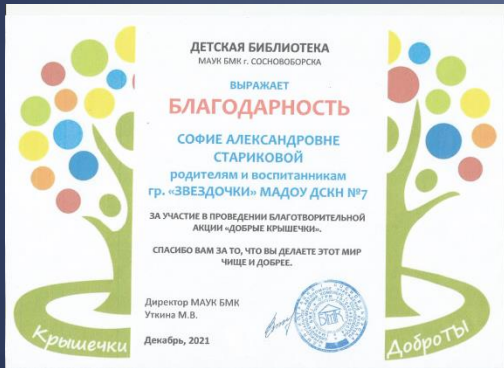 ДЕТСКАЯ БИБЛИОТЕКА
МАУК БМК г. СОСНОВОБОРСКА
ВЫРАЖАЕТ
БЛАГОДАРНОСТЬ
СОФИЕ АЛЕКСАНДРОВНЕ
СТАРИКОВОЙ
родителям и воспитанникам
гр. «ЗВЕЗДОЧКИ» МАДОУ ДСКН №7
ЗА УЧАСТИЕ В ПРОВЕДЕНИИ БЛАГОТВОРИТЕЛЬНОЙ
АКЦИИ «ДОБРЫЕ КРЫШЕЧКИ».
СПАСИБО ВАМ ЗА ТО, ЧТО ВЫ ДЕЛАЕТЕ ЭТОТ МИР
ЧИЩЕ И ДОБРЕЕ.
Директор МАУК БМК
Уткина М.В.
Декабрь, 2021
Крышечки
ДоброТЫ